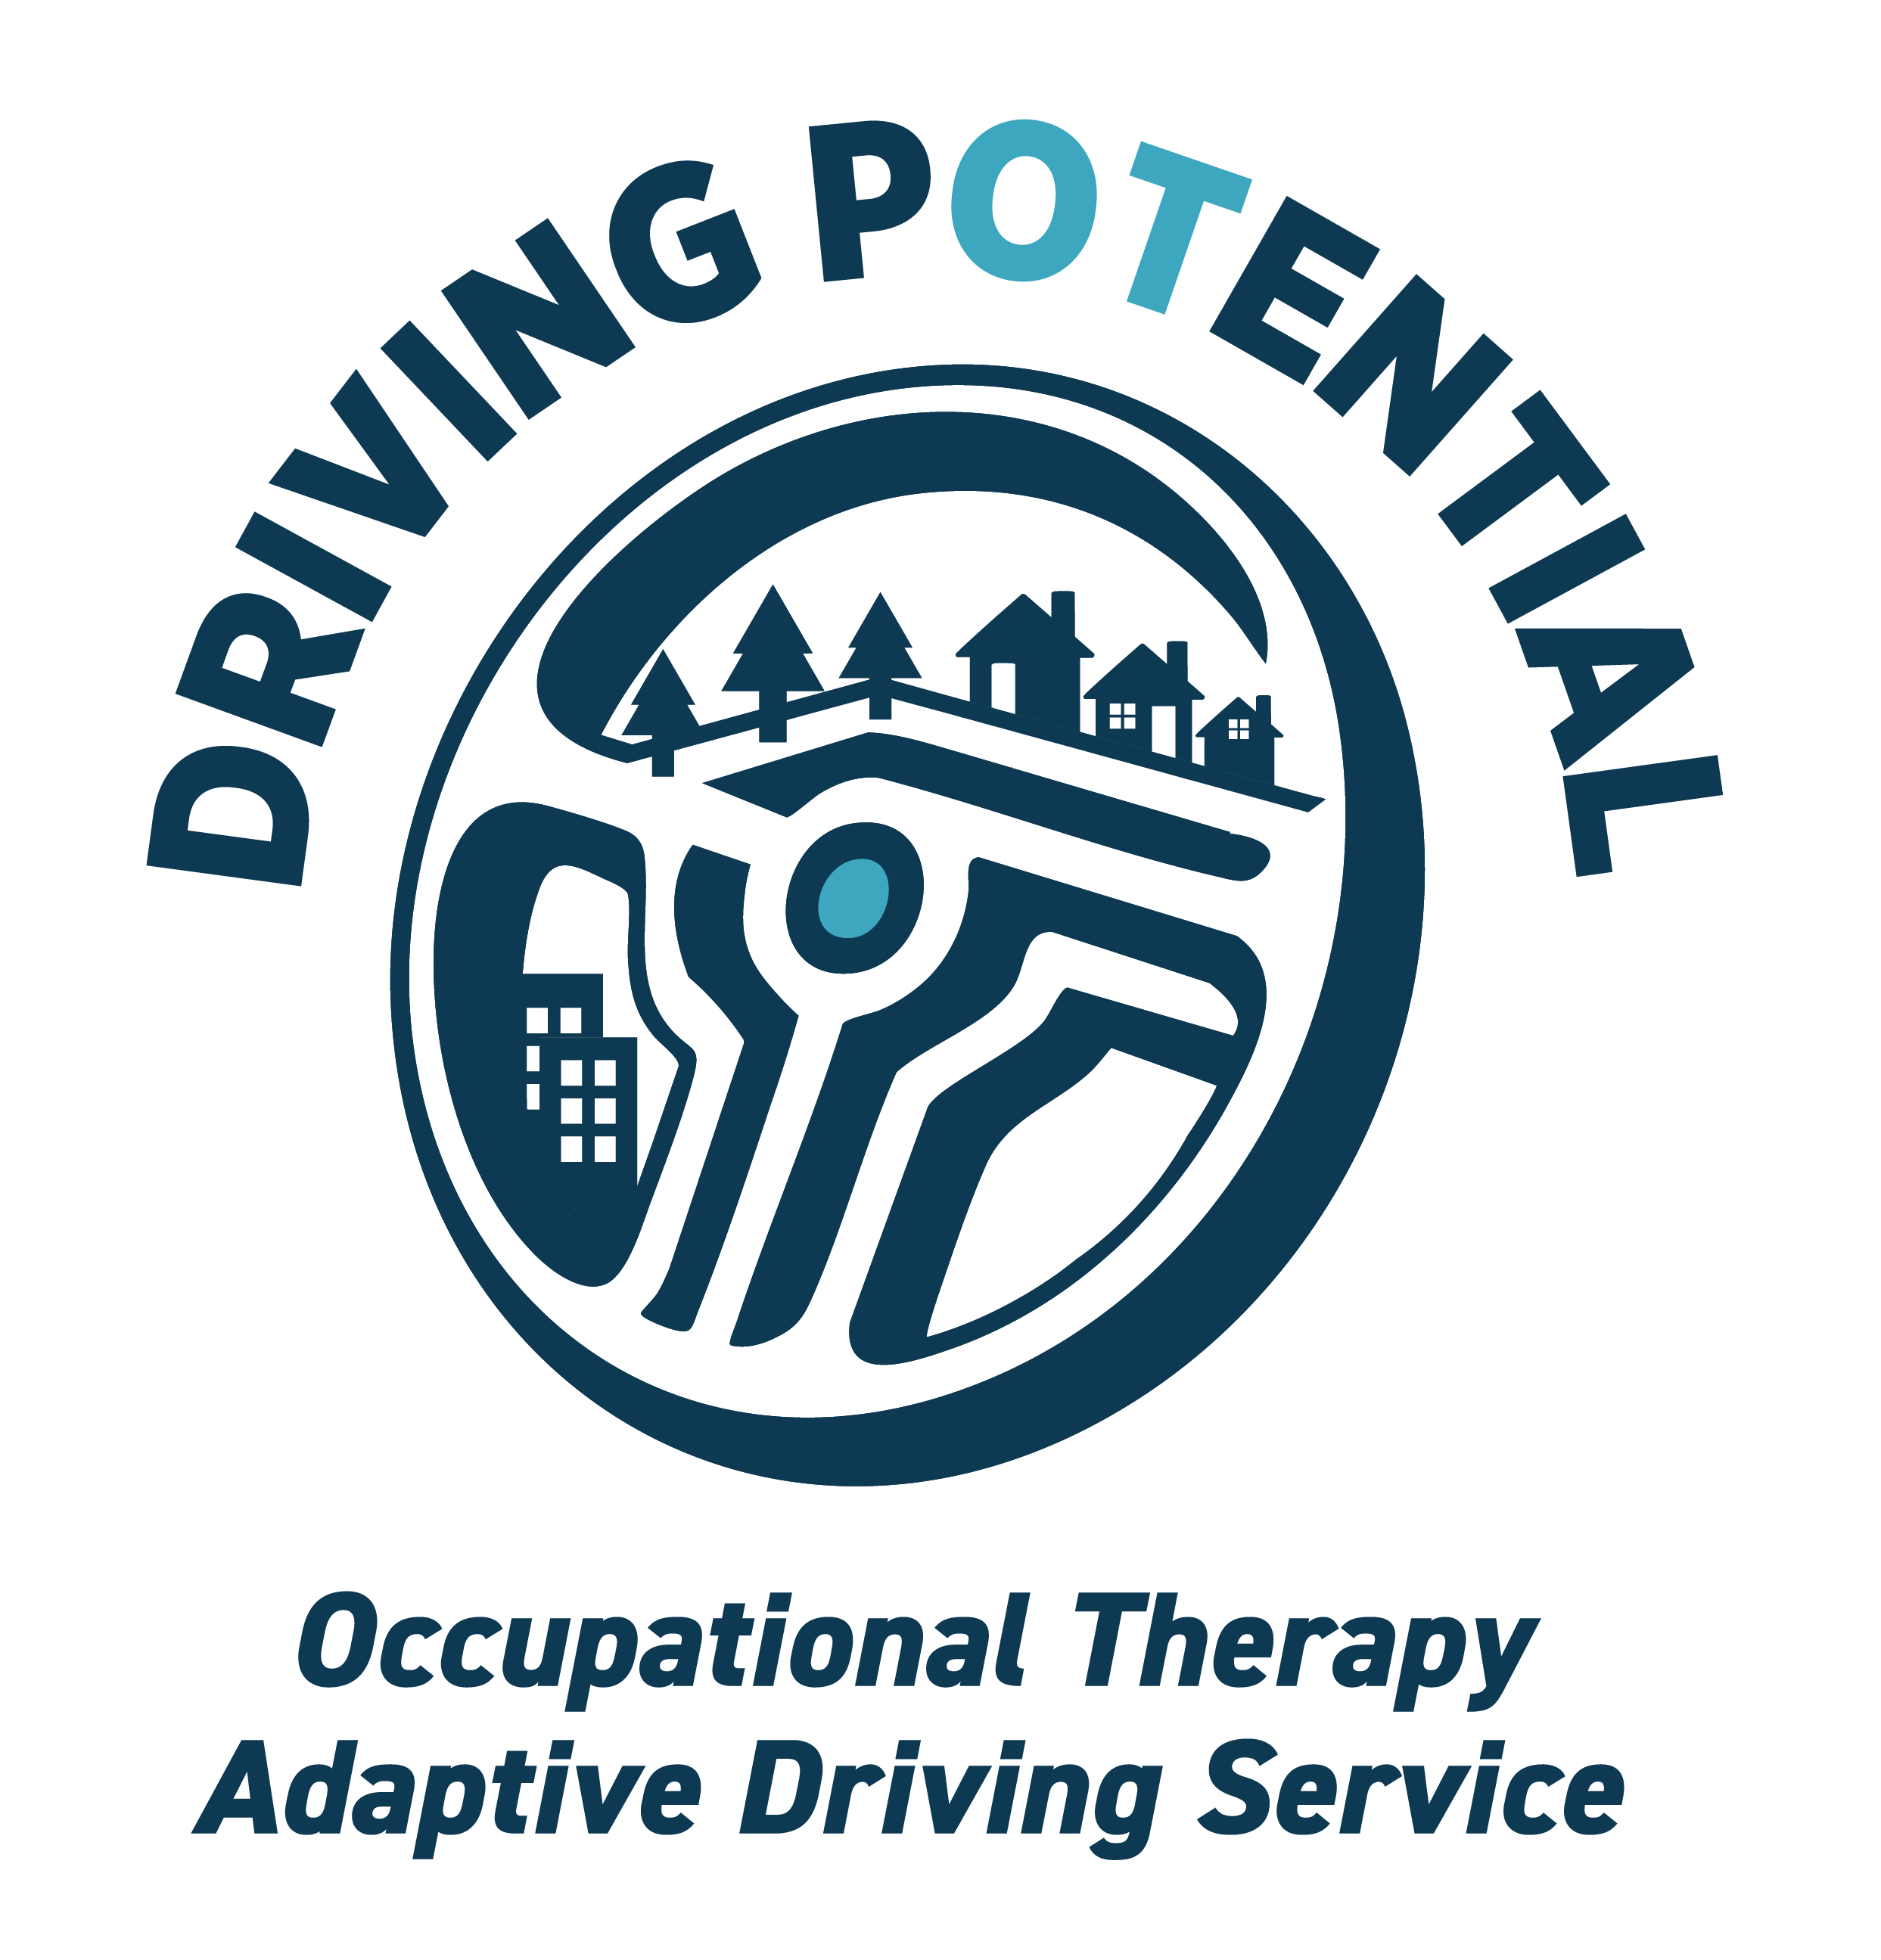 DRIVING POTENTIAL
Occupational Therapy
Adaptive Driving Service